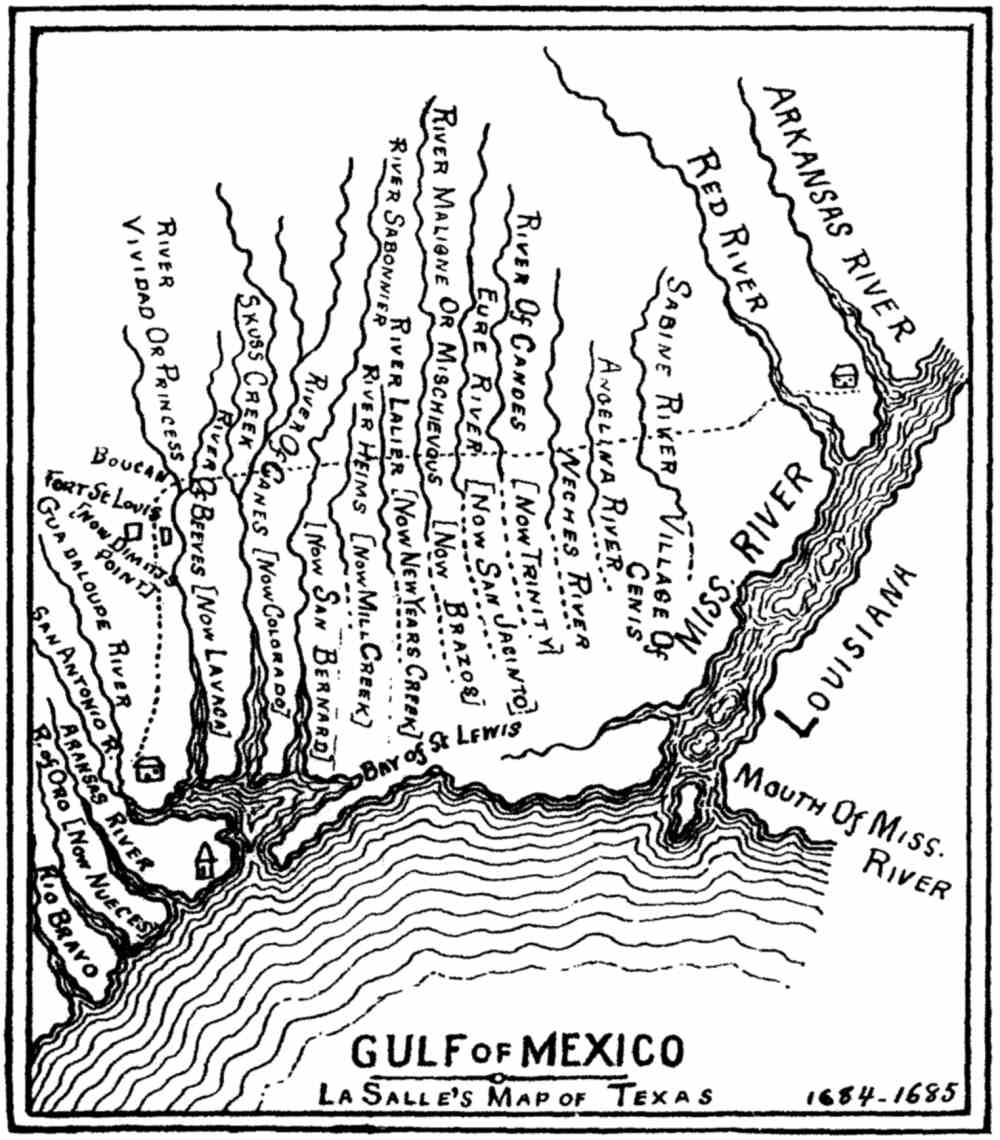 RIVER
VIVIDAD OR PRINCESS
SKUBS CREEK
RIVER OF BEEVES [NOW LAVACA]
RIVER OF CANES [NOW COLORADO]
[NOW SAN BERNARD]
RIVER SABONNIER
RIVER HEIMS [NOW MILL CREEK]
RIVER LALIER [NOW NEW YEARS CREEK]
RIVER MALIGNE OR MISCHIEVOUS [NOW BRAZOS]
EURE RIVER [NOW SAN JACINTO]
RIVER OF CANOES [NOW TRINITY]
NECHES RIVER
ANGELINA RIVER
SABINE RIVER
VILLAGE OF
CENIS
RED RIVER
ARKANSAS RIVER
BOUCAN
FORT ST LOUIS
[NOW DIMITTS
POINT]
GUADALOUPE RIVER
SAN ANTONIO R.
ARANSAS RIVER
R. OF ORO [NOW NUECES]
RIO BRAVO
BAY OF ST LEWIS
MISS. RIVER
LOUISIANA
MOUTH OF MISS.
RIVER
GULF OF MEXICO
LA SALLE'S MAP OF TEXAS
1684-1685